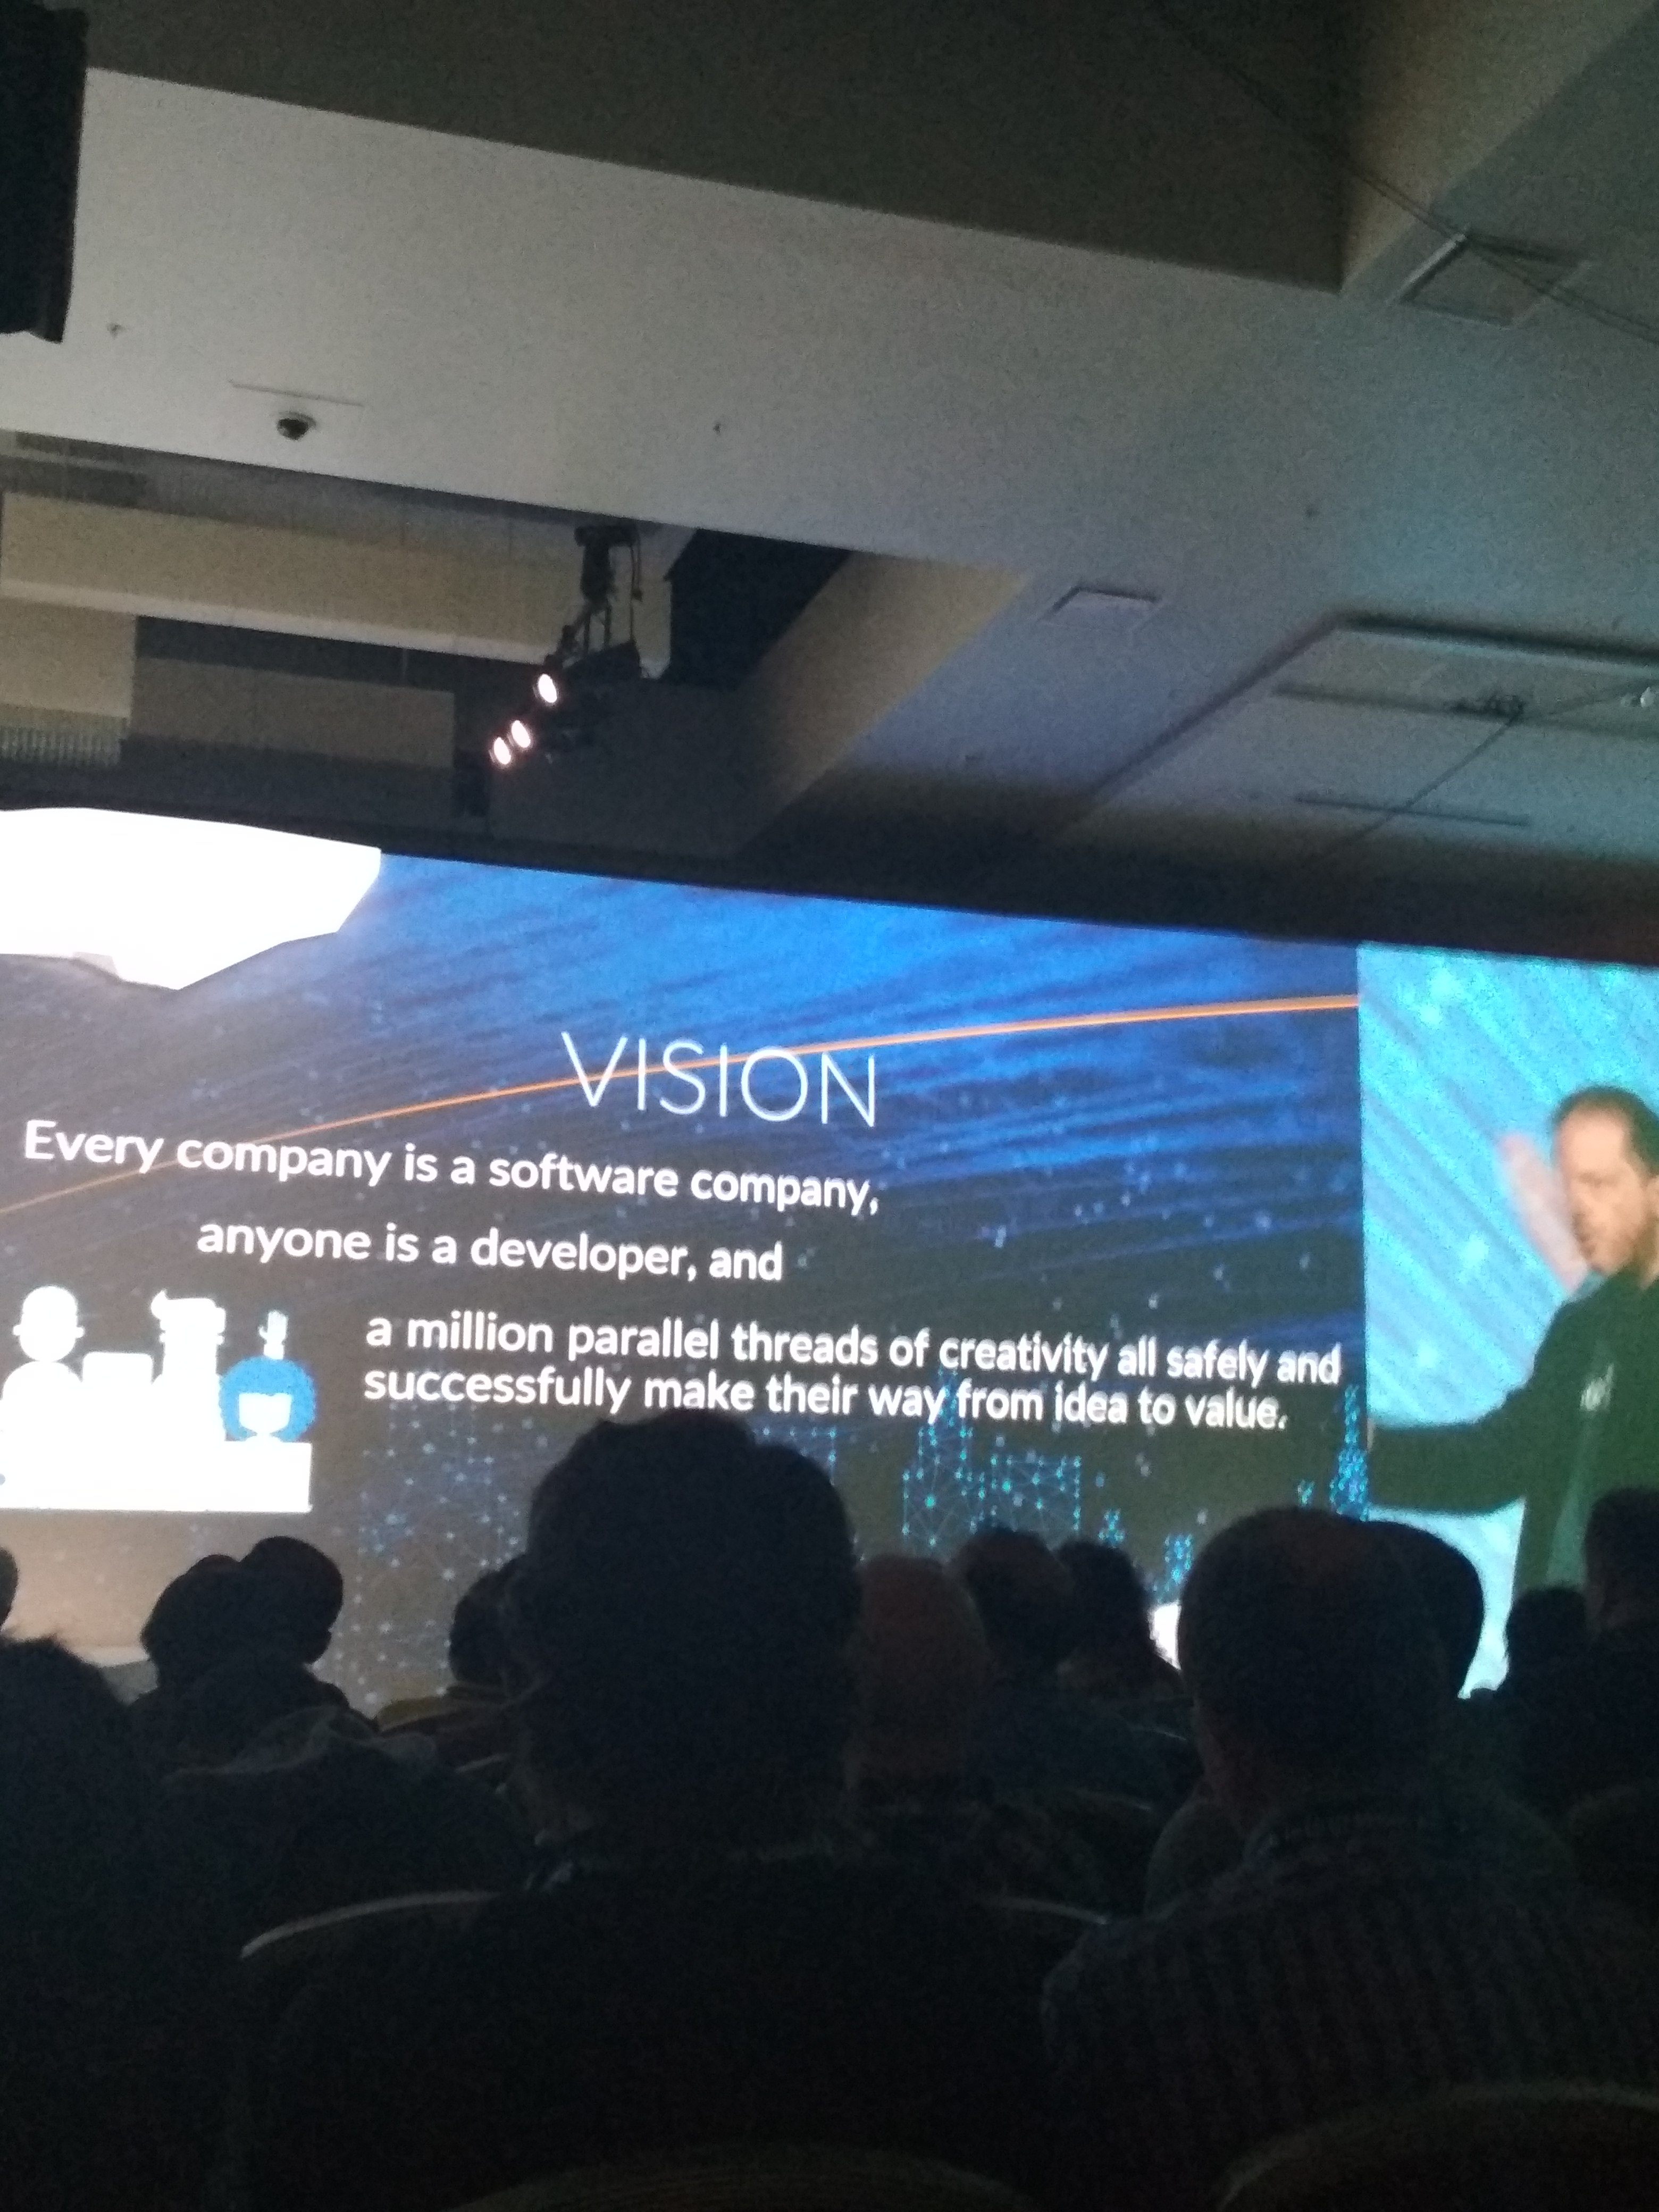 VISION
Every company is a software company,
anyone is a developer, and
a million parallel threads of creativity all safely and
successfully make their way from idea to value.